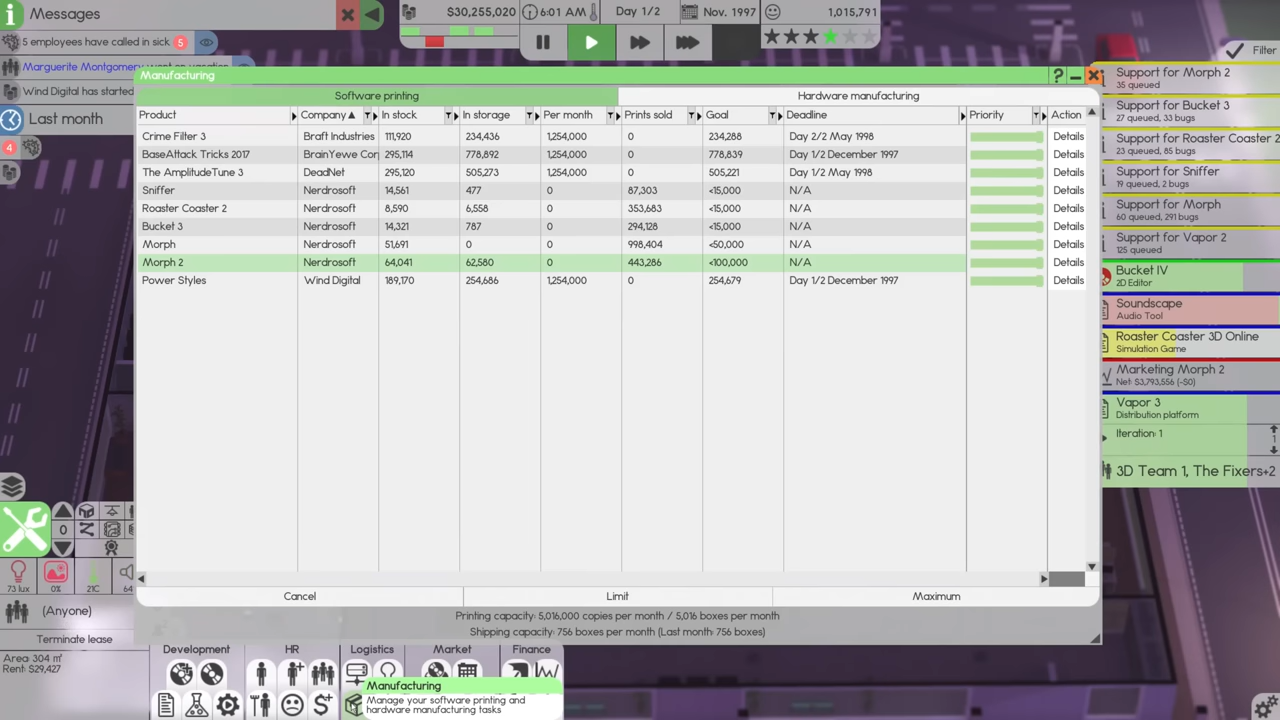 Messages
$30,255,020
6:01 AM
Day 1/2
Nov. 1997
1,015,791
5 employees have called in sick
5
Marguerite Montgomery went on vacation
Wind Digital has started
Last month
4
Filter
Manufacturing
?
Software printing
Hardware manufacturing
Product Company In stock In storage Per month Prints sold Goal Deadline Priority Action
Crime Filter 3 Braft Industries 111,920 234,436 1,254,000 0 234,288 Day 2/2 May 1998 Details
BaseAttack Tricks 2017 BrainYewe Cor 295,110 778,892 1,254,000 0 778,839 Day 1/2 December 1997 Details
The AmplitudeTune 3 DeadNet 295,120 1,254,000 0 505,221 Day 1/2 May 1998 Details
Sniffer Nerdrosoft 14,561 477 0 87,303 <15,000 N/A Details
Roaster Coaster 2 Nerdrosoft 8,590 6,558 0 353,683 <15,000 N/A Details
Bucket 3 Nerdrosoft 14,321 787 0 294,128 <15,000 N/A Details
Morph Nerdrosoft 51,691 0 0 998,404 <50,000 N/A Details
Morph 2 Nerdrosoft 64,041 62,580 0 443,286 <100,000 N/A Details
Power Styles Wind Digital 189,170 254,686 1,254,000 0 254,679 Day 1/2 December 1997 Details
Cancel
Limit
Maximum
Printing capacity: 5,016,000 copies per month / 5,016 boxes per month
Shipping capacity: 756 boxes per month (Last month: 756 boxes)
Support for Morph 2
35 queued
Support for Bucket 3
27 queued, 33 bugs
Support for Roaster Coaster 2
23 queued, 85 bugs
Support for Sniffer
19 queued, 2 bugs
Support for Morph
60 queued, 291 bugs
Support for Vapor 2
125 queued
Bucket IV
2D Editor
Soundscape
Audio Tool
Roaster Coaster 3D Online
Simulation Game
Marketing Morph 2
Net: $3,793,556 (-$0)
Vapor 3
Distribution platform
Iteration: 1
1
3D Team 1, The Fixers+2
0
73 lux
0%
21C
64
(Anyone)
Terminate lease
Area: 304 m²
Rent: $29,427
Development
HR
Logistics
Market
Finance
Manufacturing
Manage your software printing and
hardware manufacturing tasks